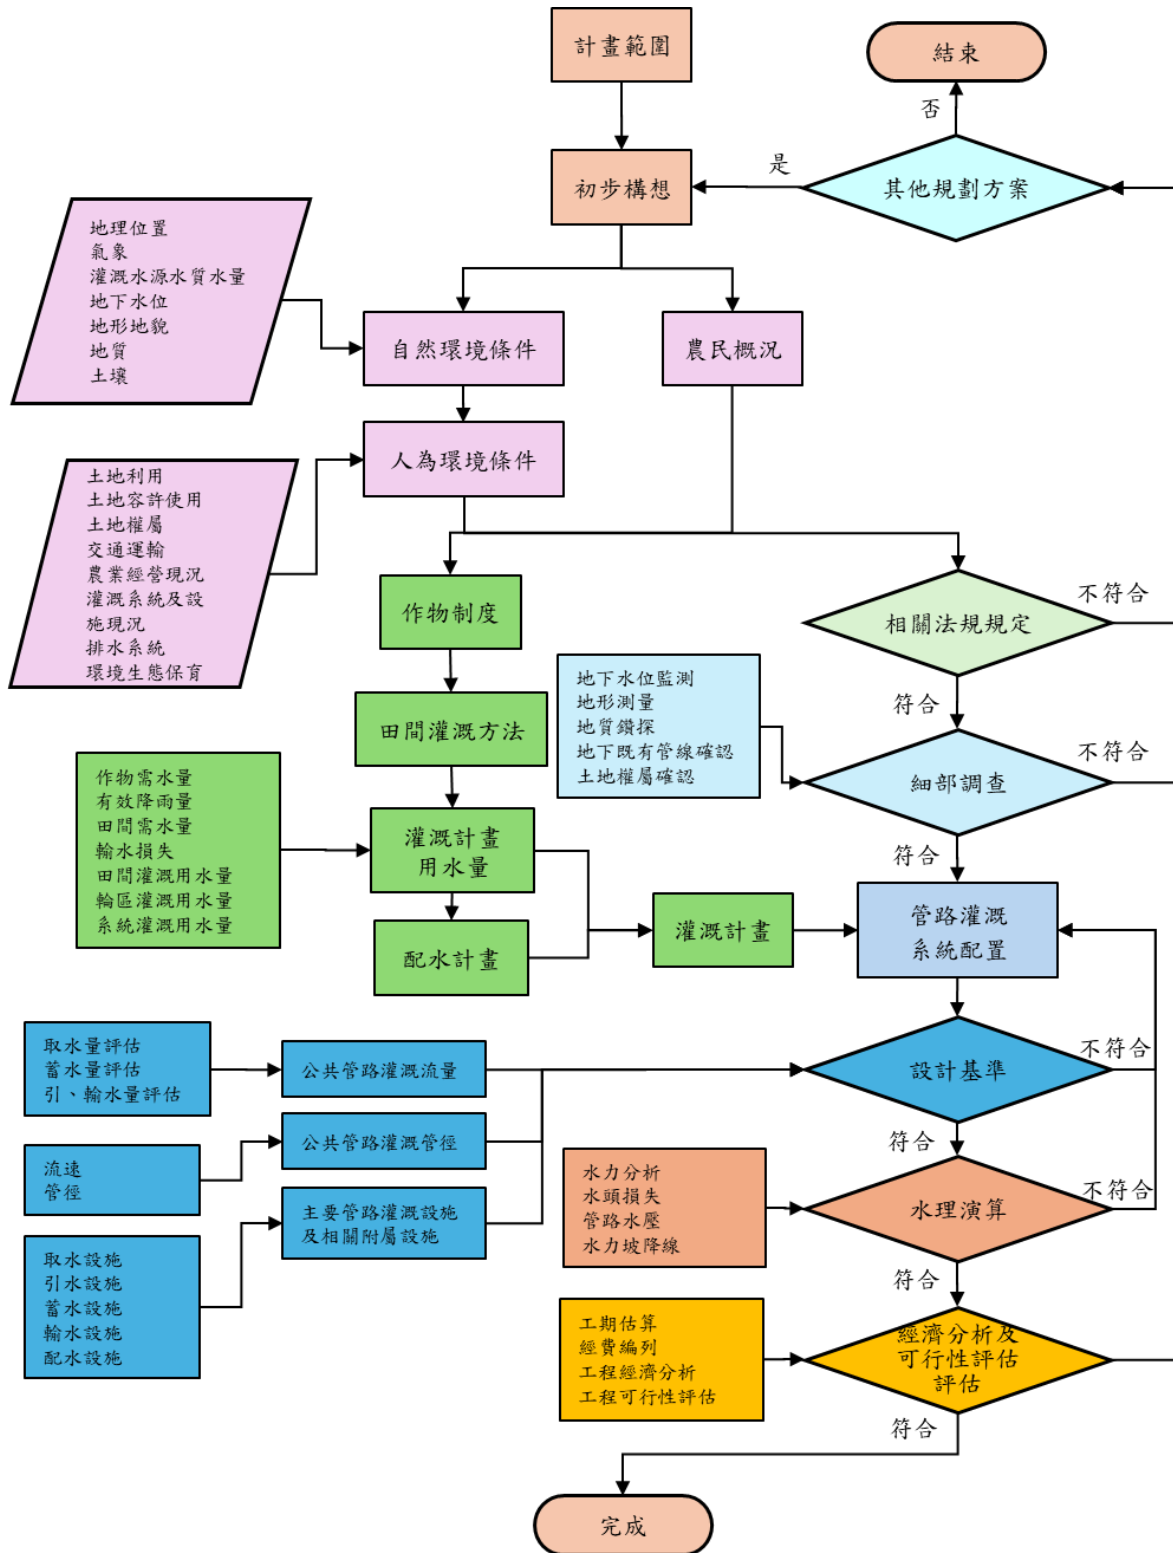 計畫範圍
結束
否
是
初步構想
其他規劃方案
地理位置
氣象
灌溉水源水質水量
地下水位
地形地貌
地質
土壤
自然環境條件
農民概況
人為環境條件
土地利用
土地容許使用
土地權屬
交通運輸
農業經營現況
灌溉系統及設
施現況
排水系統
環境生態保育
作物制度
相關法規規定
不符合
符合
田間灌溉方法
地下水位監測
地形測量
地質鑽探
地下既有管線確認
土地權屬確認
細部調查
不符合
符合
作物需水量
有效降雨量
田間需水量
輸水損失
田間灌溉用水量
輪區灌溉用水量
系統灌溉用水量
灌溉計畫
用水量
配水計畫
灌溉計畫
管路灌溉
系統配置
取水量評估
蓄水量評估
引、輸水量評估
公共管路灌溉流量
設計基準
不符合
符合
流速
管徑
公共管路灌溉管徑
取水設施
引水設施
蓄水設施
輸水設施
配水設施
主要管路灌溉設施
及相關附屬設施
水力分析
水頭損失
管路水壓
水力坡降線
水理演算
不符合
符合
工期估算
經費編列
工程經濟分析
工程可行性評估
經濟分析及
可行性評估
評估
符合
完成